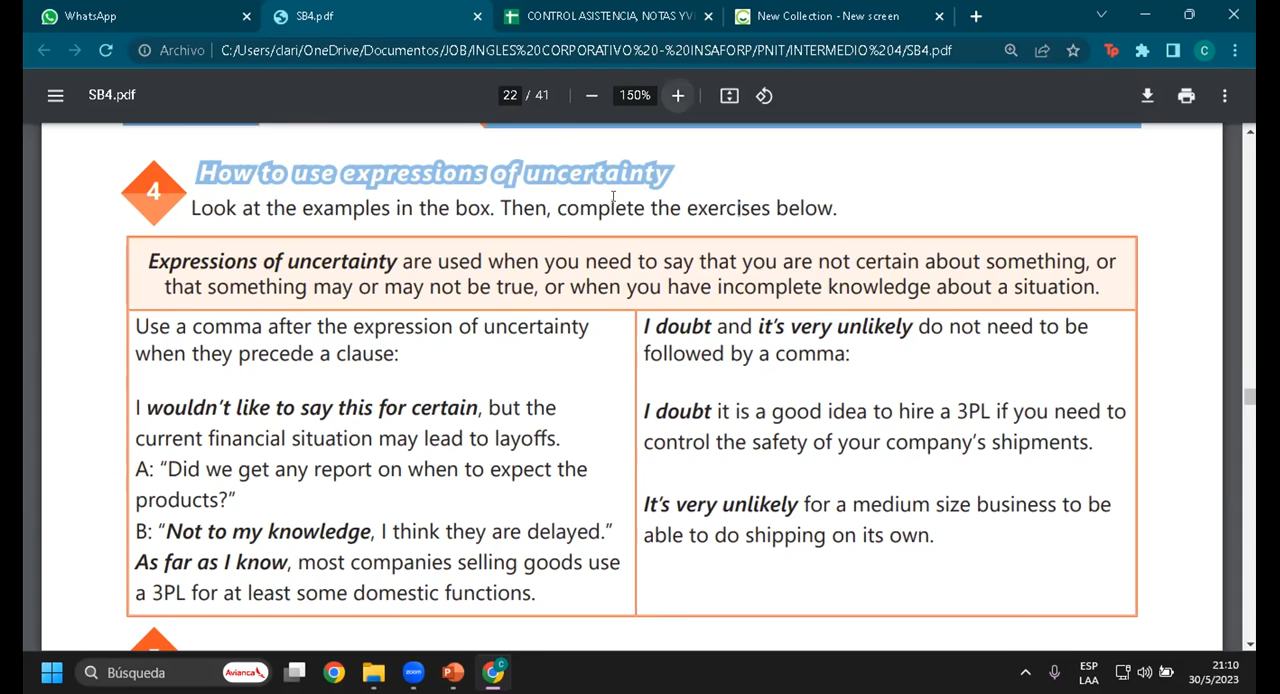 WhatsApp
SB4.pdf
CONTROL ASISTENCIA, NOTAS YVI
New Collection - New screen
Archivo
C:/Users/clari/OneDrive/Documentos/JOB/INGLES%20CORPORATIVO%20-%20INSAFORP/PNIT/INTERMEDIO%204/SB4.pdf
SB4.pdf
22 / 41
150%
4
How to use expressions of uncertainty
Look at the examples in the box. Then, complete the exercises below.
Expressions of uncertainty are used when you need to say that you are not certain about something, or
that something may or may not be true, or when you have incomplete knowledge about a situation.
Use a comma after the expression of uncertainty
when they precede a clause:
I wouldn't like to say this for certain, but the
current financial situation may lead to layoffs.
A: “Did we get any report on when to expect the
products?”
B: “Not to my knowledge, I think they are delayed.”
As far as I know, most companies selling goods use
a 3PL for at least some domestic functions.
I doubt and it's very unlikely do not need to be
followed by a comma:
I doubt it is a good idea to hire a 3PL if you need to
control the safety of your company's shipments.
It's very unlikely for a medium size business to be
able to do shipping on its own.
Búsqueda
Avianca
zoom
ESP
LAA
21:10
30/5/2023